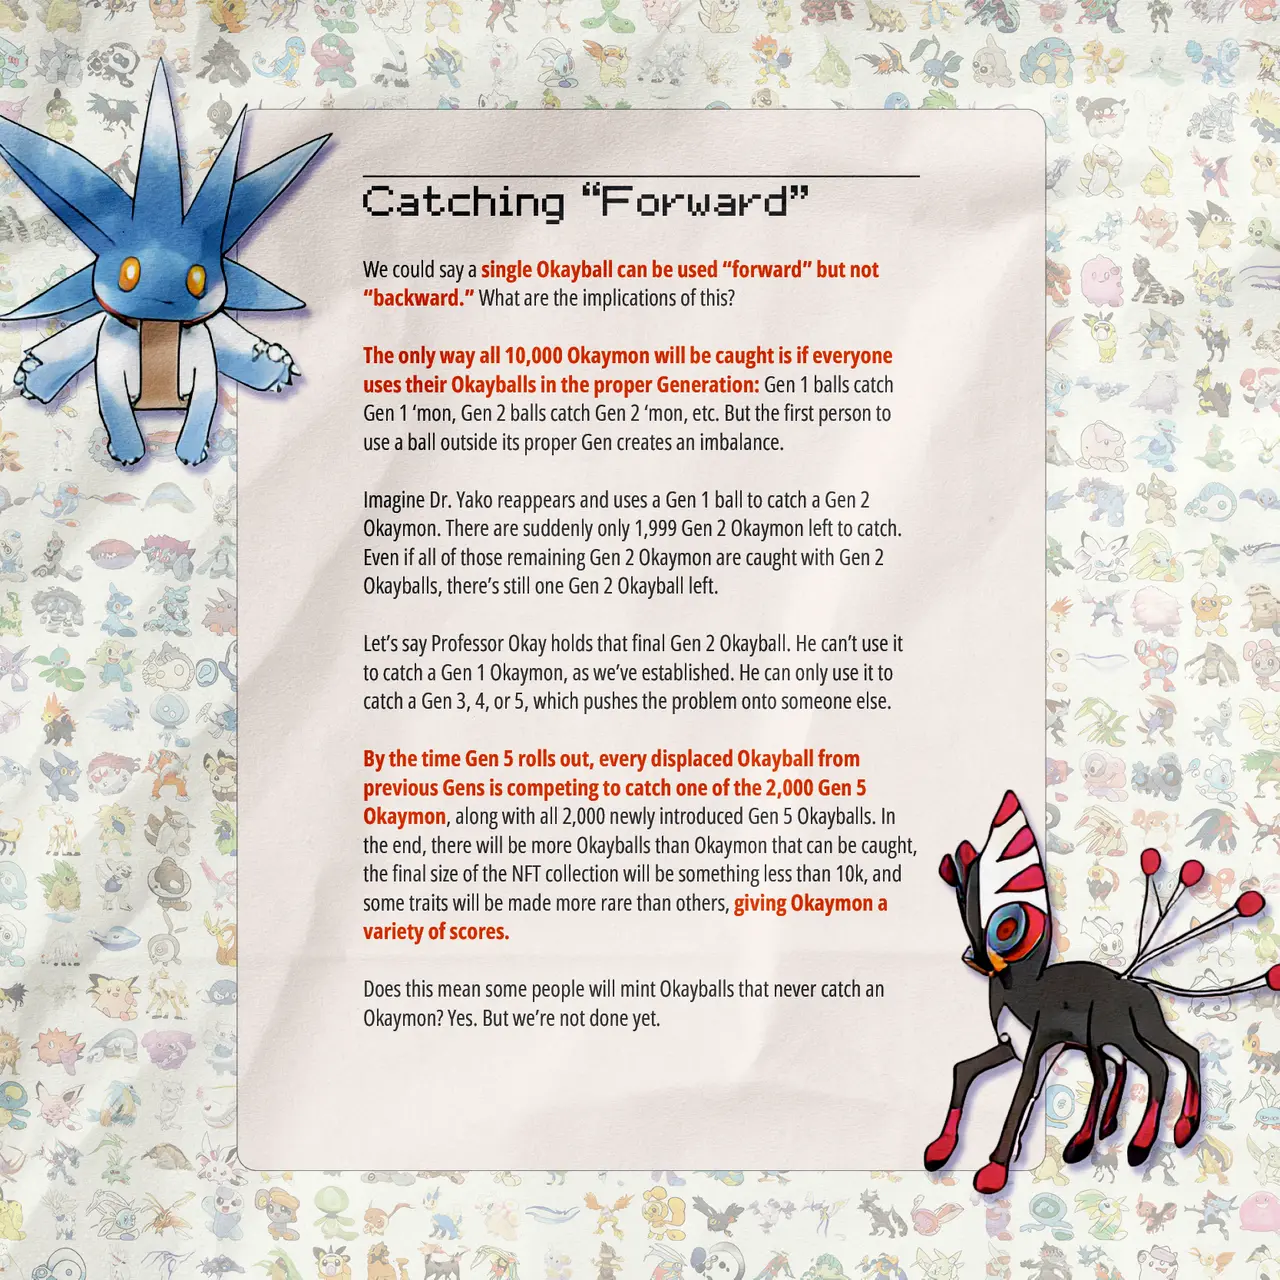 Catching “Forward”
We could say a single Okayball can be used “forward” but not
“backward.” What are the implications of this?
The only way all 10,000 Okaymon will be caught is if everyone
uses their Okayballs in the proper Generation: Gen 1 balls catch
Gen 1 ‘mon, Gen 2 balls catch Gen 2 ‘mon, etc. But the first person to
use a ball outside its proper Gen creates an imbalance.
Imagine Dr. Yako reappears and uses a Gen 1 ball to catch a Gen 2
Okaymon. There are suddenly only 1,999 Gen 2 Okaymon left to catch.
Even if all of those remaining Gen 2 Okaymon are caught with Gen 2
Okayballs, there’s still one Gen 2 Okayball left.
Let’s say Professor Okay holds that final Gen 2 Okayball. He can’t use it
to catch a Gen 1 Okaymon, as we’ve established. He can only use it to
catch a Gen 3, 4, or 5, which pushes the problem onto someone else.
By the time Gen 5 rolls out, every displaced Okayball from
previous Gens is competing to catch one of the 2,000 Gen 5
Okaymon, along with all 2,000 newly introduced Gen 5 Okayballs. In
the end, there will be more Okayballs than Okaymon that can be caught,
the final size of the NFT collection will be something less than 10k, and
some traits will be made more rare than others, giving Okaymon a
variety of scores.
Does this mean some people will mint Okayballs that never catch an
Okaymon? Yes. But we’re not done yet.